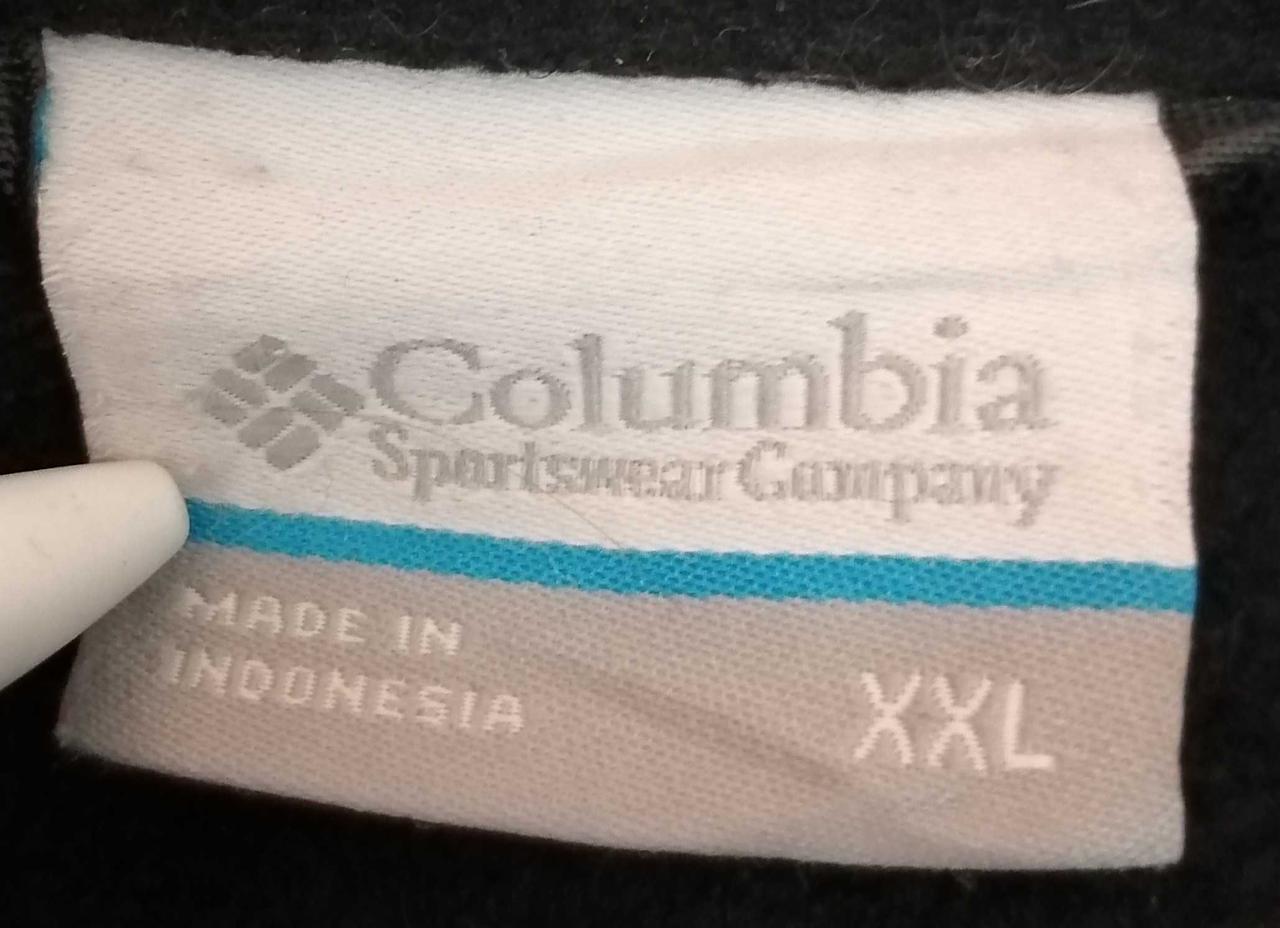 Columbia
Sportswear Company
MADE IN
INDONESIA
XXL